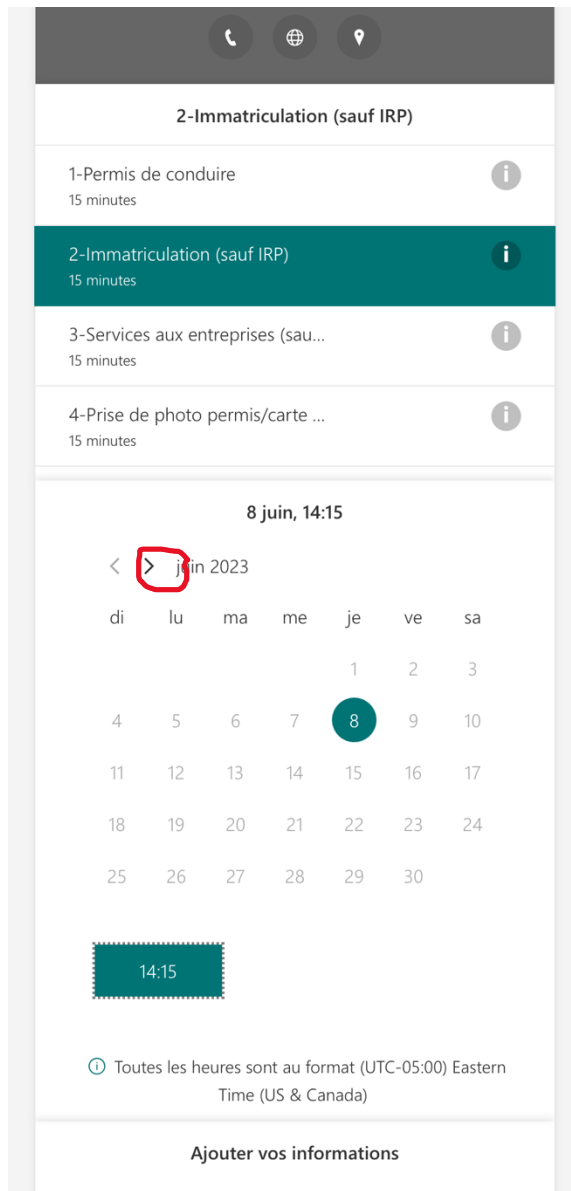 2-Immatriculation (sauf IRP)
1-Permis de conduire
15 minutes
2-Immatriculation (sauf IRP)
15 minutes
3-Services aux entreprises (sau...
15 minutes
4-Prise de photo permis/carte ...
15 minutes
8 juin, 14:15
juin 2023
di lu ma me je ve sa
1 2 3
4 5 6 7 8 9 10
11 12 13 14 15 16 17
18 19 20 21 22 23 24
25 26 27 28 29 30
14:15
Toutes les heures sont au format (UTC-05:00) Eastern
Time (US & Canada)
Ajouter vos informations